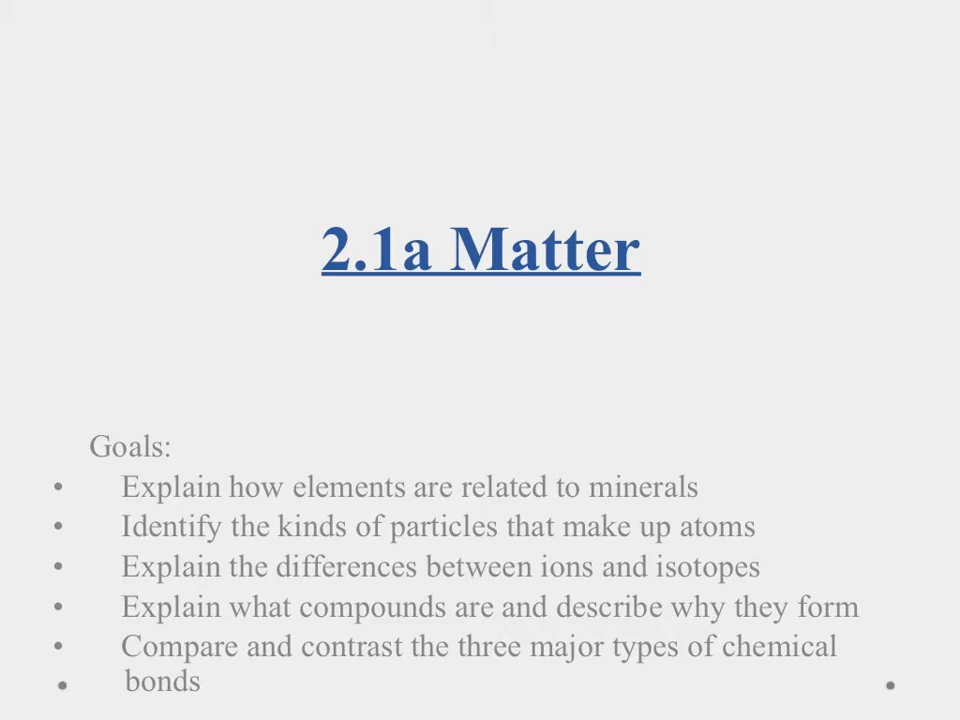 2.1a Matter
Goals:
• Explain how elements are related to minerals
• Identify the kinds of particles that make up atoms
• Explain the differences between ions and isotopes
• Explain what compounds are and describe why they form
• Compare and contrast the three major types of chemical
bonds